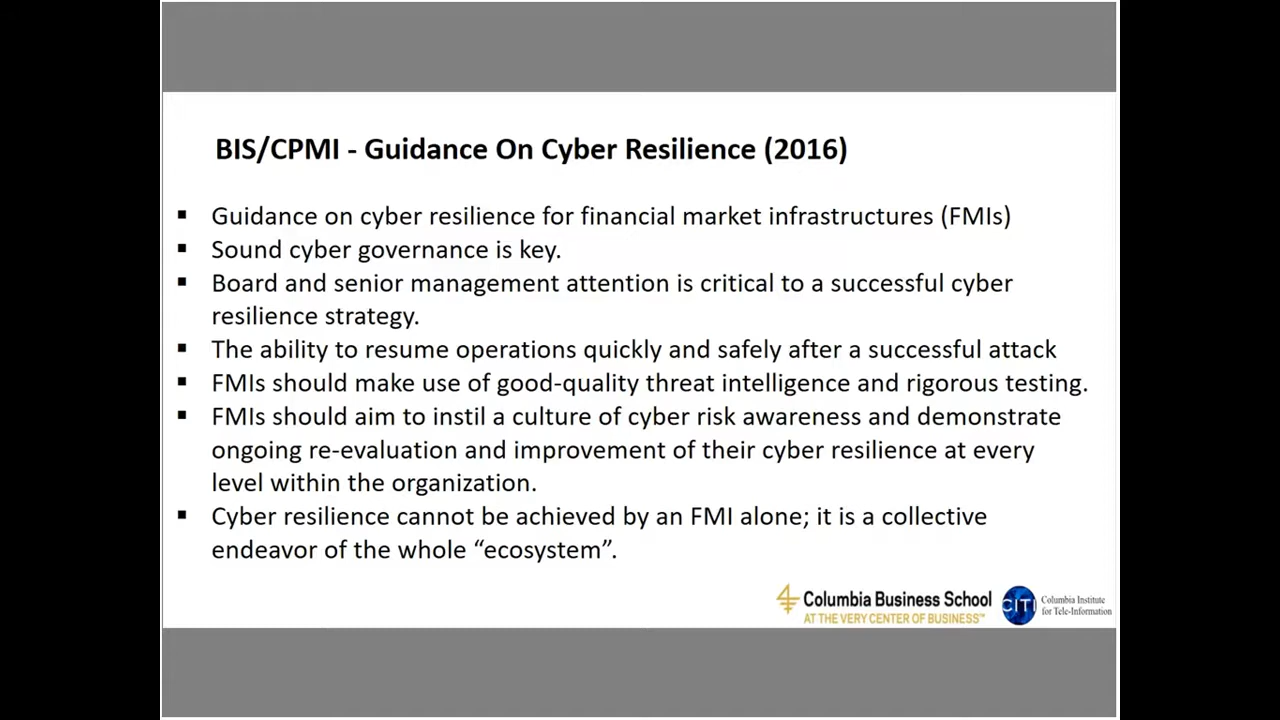 BIS/CPMI - Guidance On Cyber Resilience (2016)
▪ Guidance on cyber resilience for financial market infrastructures (FMIs)
▪ Sound cyber governance is key.
▪ Board and senior management attention is critical to a successful cyber
resilience strategy.
▪ The ability to resume operations quickly and safely after a successful attack
▪ FMIs should make use of good-quality threat intelligence and rigorous testing.
▪ FMIs should aim to instil a culture of cyber risk awareness and demonstrate
ongoing re-evaluation and improvement of their cyber resilience at every
level within the organization.
▪ Cyber resilience cannot be achieved by an FMI alone; it is a collective
endeavor of the whole “ecosystem”.
Columbia Business School
AT THE VERY CENTER OF BUSINESS™
CITI
Columbia Institute
for Tele-Information